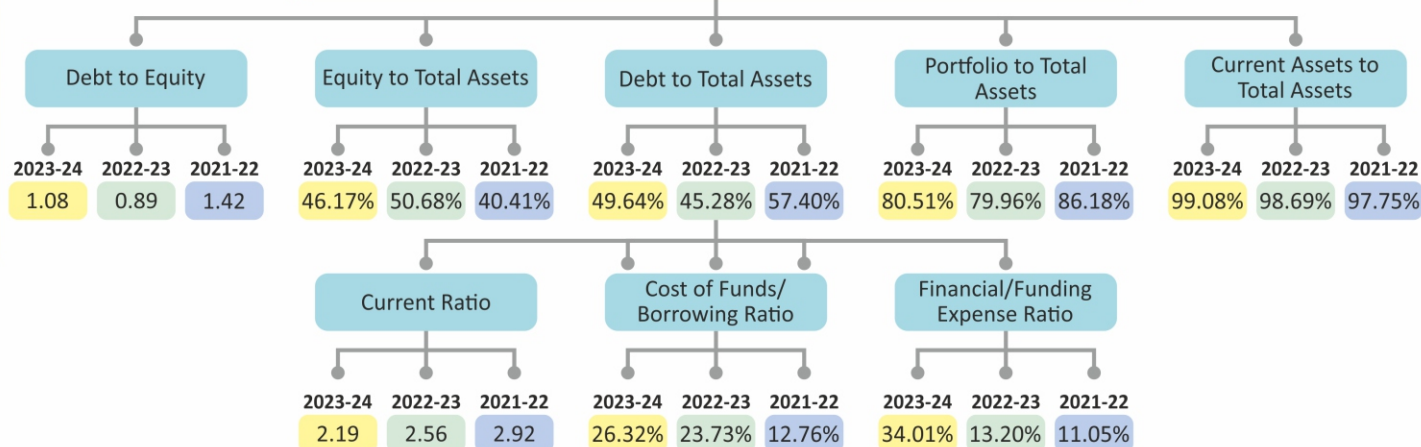 Debt to Equity
2023-24 2022-23 2021-22
1.08 0.89 1.42
Equity to Total Assets
2023-24 2022-23 2021-22
46.17% 50.68% 40.41%
Debt to Total Assets
2023-24 2022-23 2021-22
49.64% 45.28% 57.40%
Portfolio to Total
Assets
2023-24 2022-23 2021-22
80.51% 79.96% 86.18%
Current Assets to
Total Assets
2023-24 2022-23 2021-22
99.08% 98.69% 97.75%
Current Ratio
2023-24 2022-23 2021-22
2.19 2.56 2.92
Cost of Funds/
Borrowing Ratio
2023-24 2022-23 2021-22
26.32% 23.73% 12.76%
Financial/Funding
Expense Ratio
2023-24 2022-23 2021-22
34.01% 13.20% 11.05%